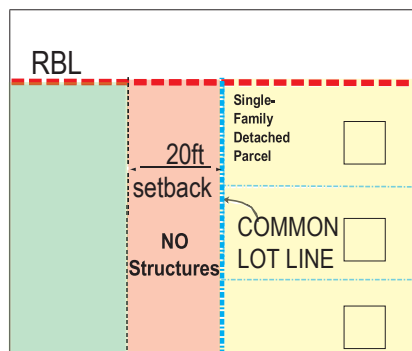 RBL
Single-
Family
Detached
Parcel
20ft
setback
NO
Structures
COMMON
LOT LINE